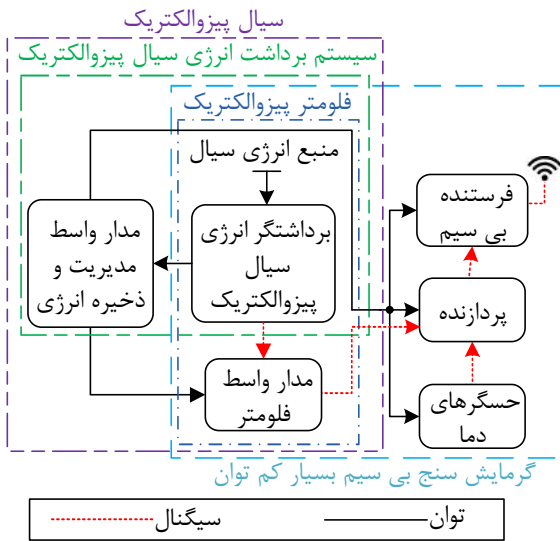 سیال پیزوالکتریک
سیستم برداشت انرژی سیال پیزوالکتریک
فلومتر پیزوالکتریک
منبع انرژی سیال
فرستنده
بی سیم
برداشتگر انرژی
سیال
پیزوالکتریک
مدار واسط
مدیریت و
ذخیره انرژی
پردازنده
مدار واسط
فلومتر
حسگرهای
دما
گرمایش سنج بی سیم بسیار کم توان
توان
سیگنال